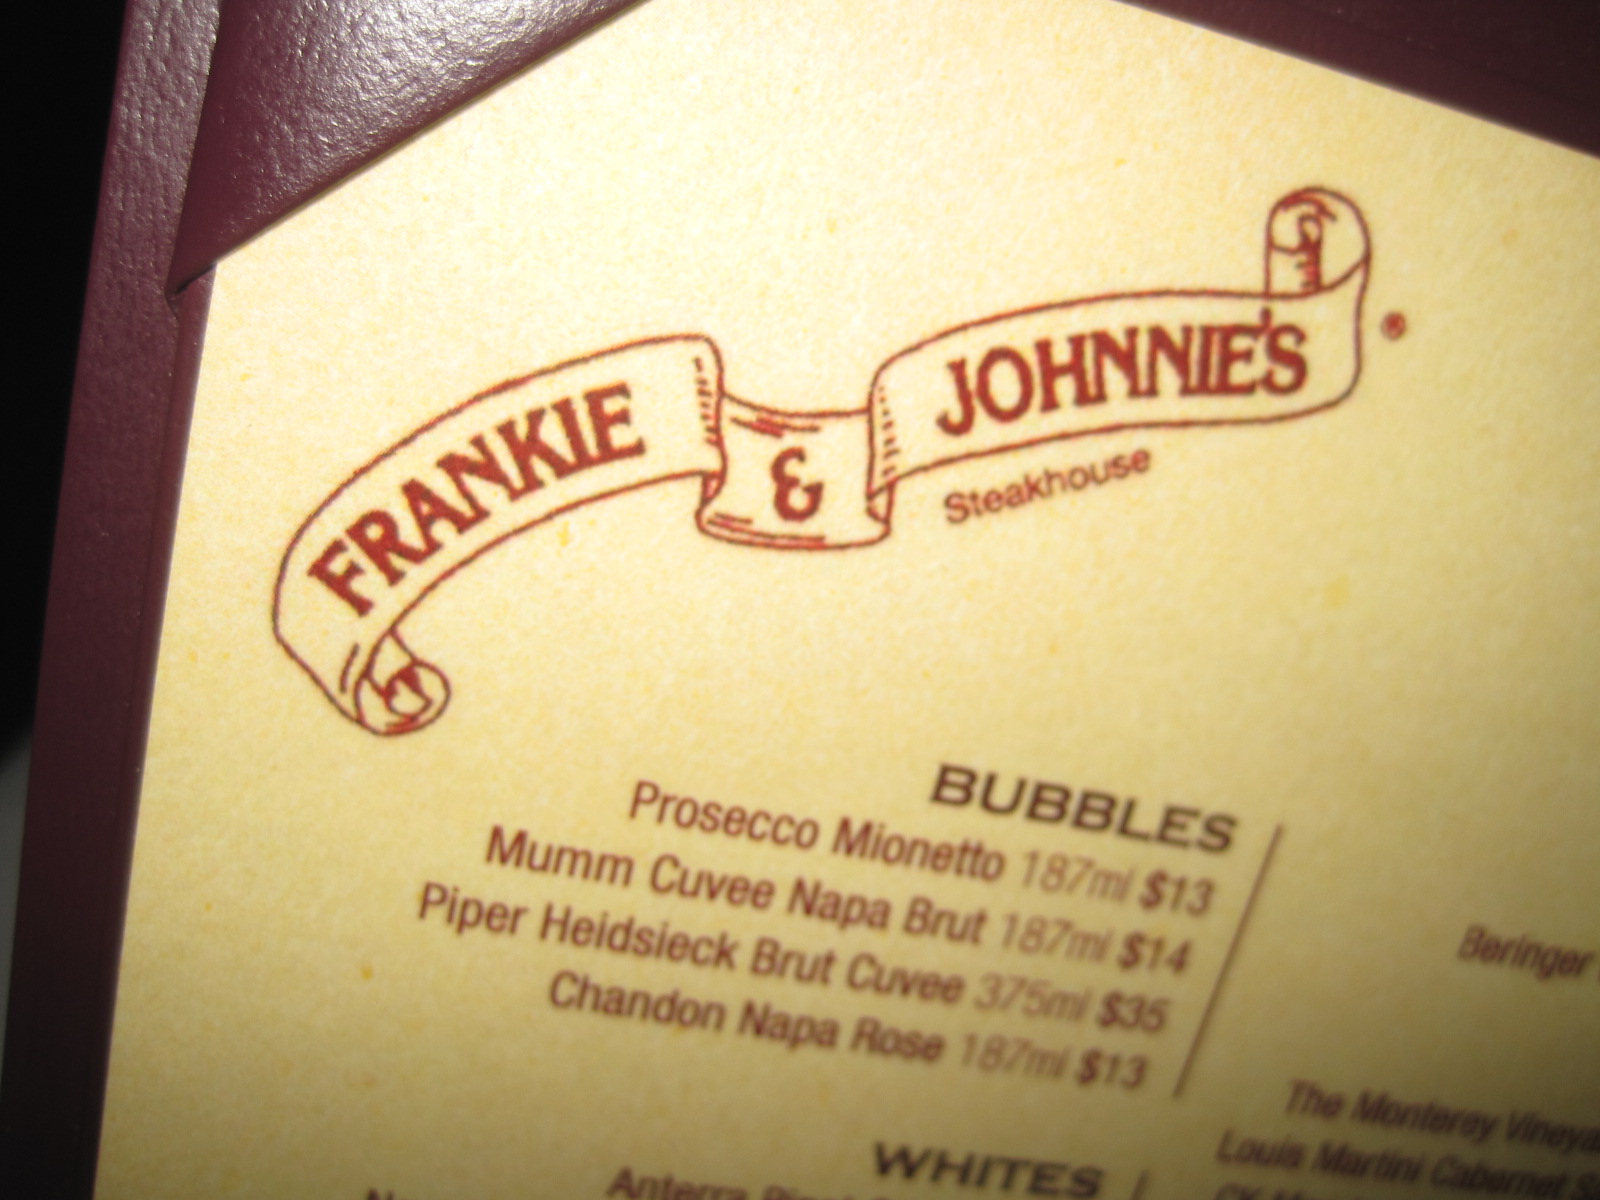 FRANKIE & JOHNNIE'S ®
Steakhouse
BUBBLES
Prosecco Mionetto 187ml $13
Mumm Cuvee Napa Brut 187ml $14
Piper Heidsieck Brut Cuvee 375ml $35
Chandon Napa Rose 187ml $13
WHITES
Anterra
Beringer
The Monterey
Louis Martini Cabernet